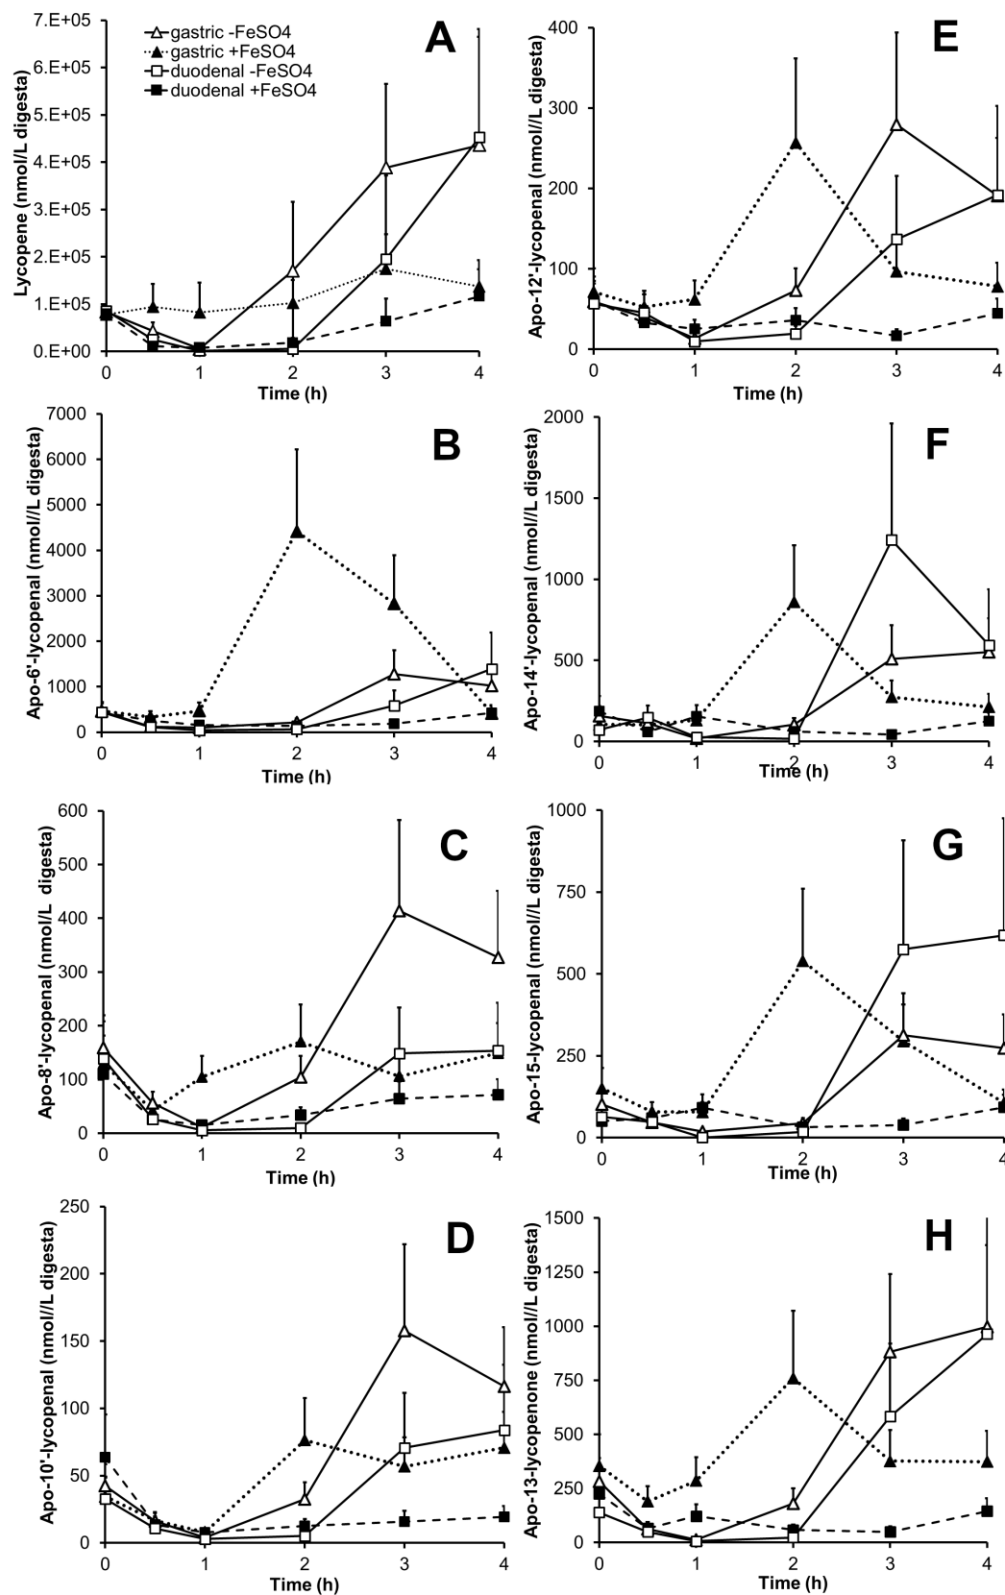 A
7.E+05
6.E+05
5.E+05
4.E+05
3.E+05
2.E+05
1.E+05
0.E+00
Lycopene (nmol/L digesta)
gastric -FeSO4
gastric +FeSO4
duodenal -FeSO4
duodenal +FeSO4
0 1 2 3 4
Time (h)
E
400
300
200
100
0
Apo-12'-lycopenal (nmol//L digesta)
0 1 2 3 4
Time (h)
B
7000
6000
5000
4000
3000
2000
1000
0
Apo-6'-lycopenal (nmol//L digesta)
0 1 2 3 4
Time (h)
F
2000
1500
1000
500
0
Apo-14'-lycopenal (nmol//L digesta)
0 1 2 3 4
Time (h)
C
600
500
400
300
200
100
0
Apo-8'-lycopenal (nmol//L digesta)
0 1 2 3 4
Time (h)
G
1000
750
500
250
0
Apo-15-lycopenal (nmol//L digesta)
0 1 2 3 4
Time (h)
D
250
200
150
100
50
0
Apo-10'-lycopenal (nmol//L digesta)
0 1 2 3 4
Time (h)
H
1500
1250
1000
750
500
250
0
Apo-13-lycopenone (nmol//L digesta)
0 1 2 3 4
Time (h)